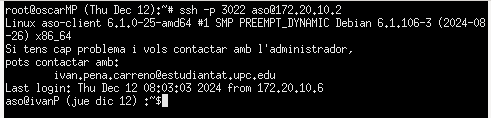 root@oscarMP (Thu Dec 12):~# ssh -p 3022 aso@172.20.10.2
Linux aso-client 6.1.0-25-amd64 #1 SMP PREEMPT_DYNAMIC Debian 6.1.106-3 (2024-08
-26) x86_64
Si tens cap problema i vols contactar amb l'administrador,
pots contactar amb:
ivan.pena.carreno@estudiantat.upc.edu
Last login: Thu Dec 12 08:03:03 2024 from 172.20.10.6
aso@ivanP (jue dic 12) :~$